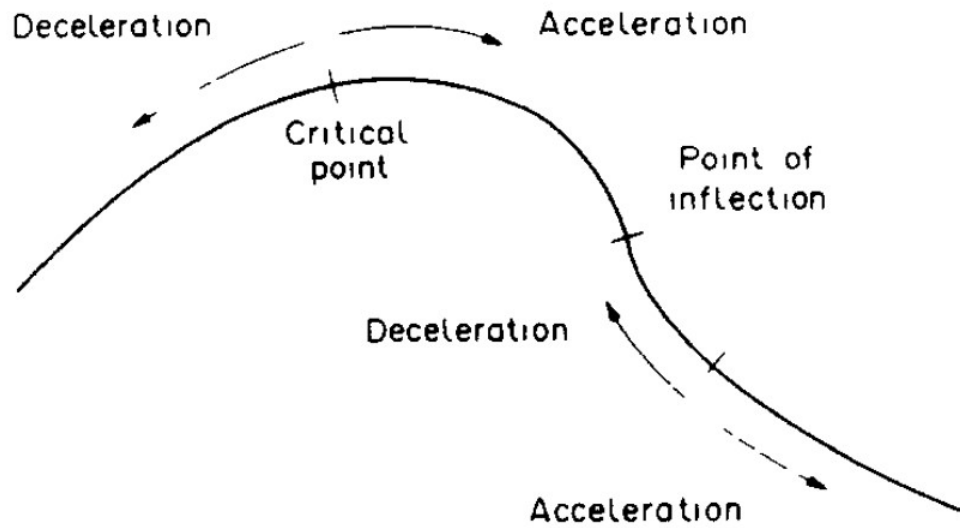 Deceleration
Acceleration
Critical
point
Point of
inflection
Deceleration
Acceleration